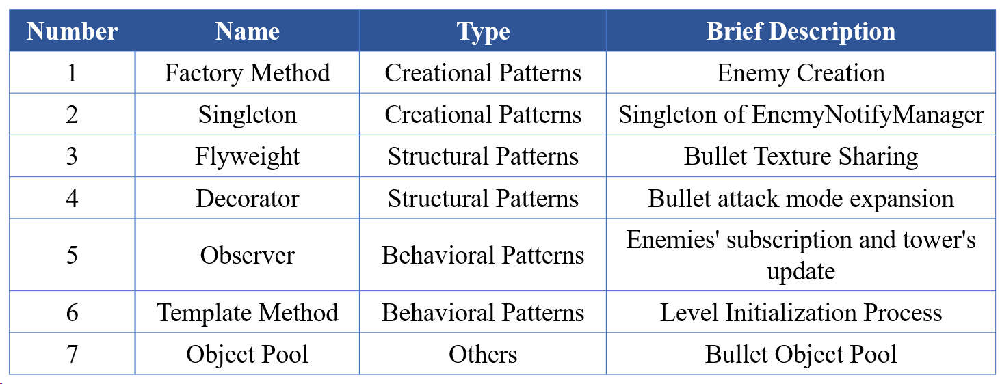 Number Name Type Brief Description
1 Factory Method Creational Patterns Enemy Creation
2 Singleton Creational Patterns Singleton of EnemyNotifyManager
3 Flyweight Structural Patterns Bullet Texture Sharing
4 Decorator Structural Patterns Bullet attack mode expansion
5 Observer Behavioral Patterns Enemies' subscription and tower's
update
6 Template Method Behavioral Patterns Level Initialization Process
7 Object Pool Others Bullet Object Pool